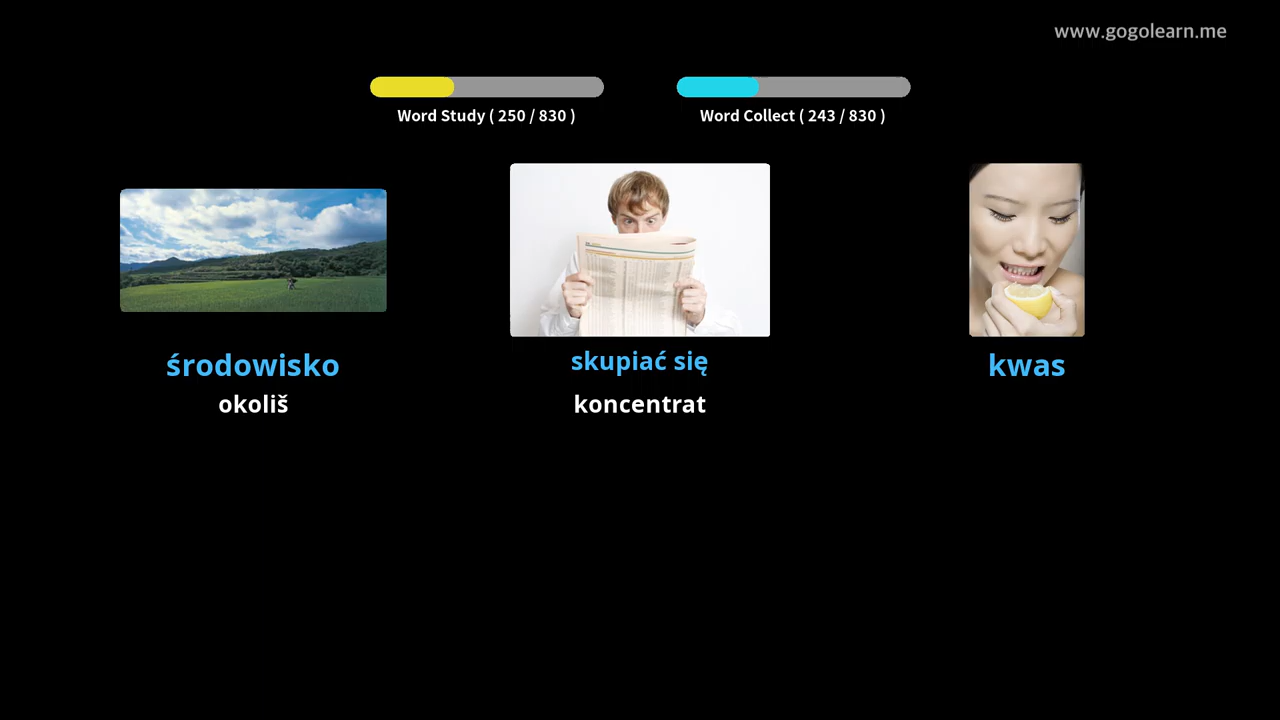 www.gogolearn.me
Word Study ( 250 / 830 )
Word Collect ( 243 / 830 )
środowisko
okoliš
skupiać się
koncentrat
kwas